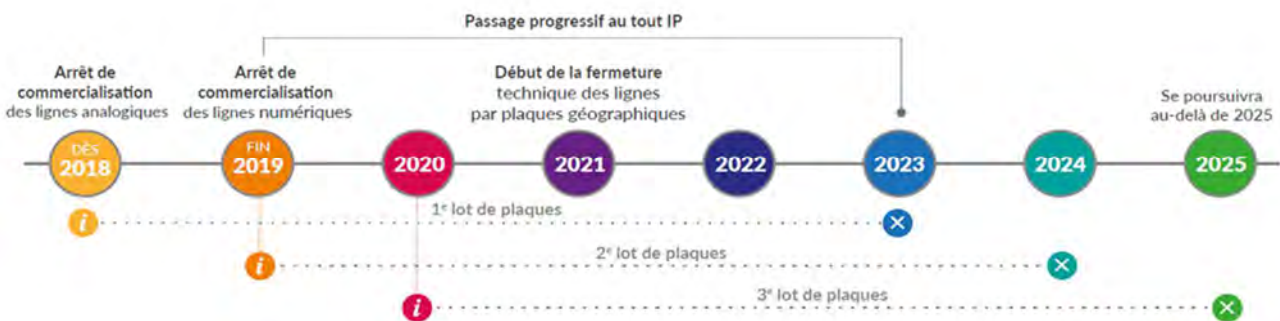 Passage progressif au tout IP
Arrêt de
commercialisation
des lignes analogiques
Arrêt de
commercialisation
des lignes numériques
Début de la fermeture
technique des lignes
par plaques géographiques
Se poursuivra
au-delà de 2025
DÈS
2018
FIN
2019
2020
2021
2022
2023
2024
2025
i
1e lot de plaques
i
2e lot de plaques
i
3e lot de plaques